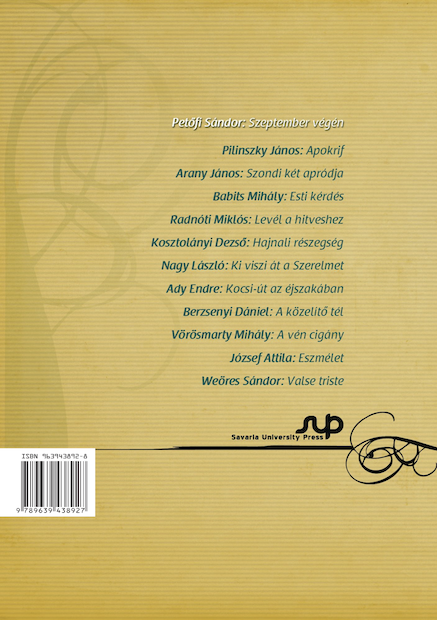 Petőfi Sándor: Szeptember végén
Pilinszky János: Apokrif
Arany János: Szondi két apródja
Babits Mihály: Esti kérdés
Radnóti Miklós: Levél a hitveshez
Kosztolányi Dezső: Hajnali részegség
Nagy László: Ki viszi át a Szerelmet
Ady Endre: Kocsi-út az éjszakában
Berzsenyi Dániel: A közelítő tél
Vörösmarty Mihály: A vén cigány
József Attila: Eszmélet
Weöres Sándor: Valse triste
sup
Savaria University Press
ISBN 963943892-8
9 789639 438927